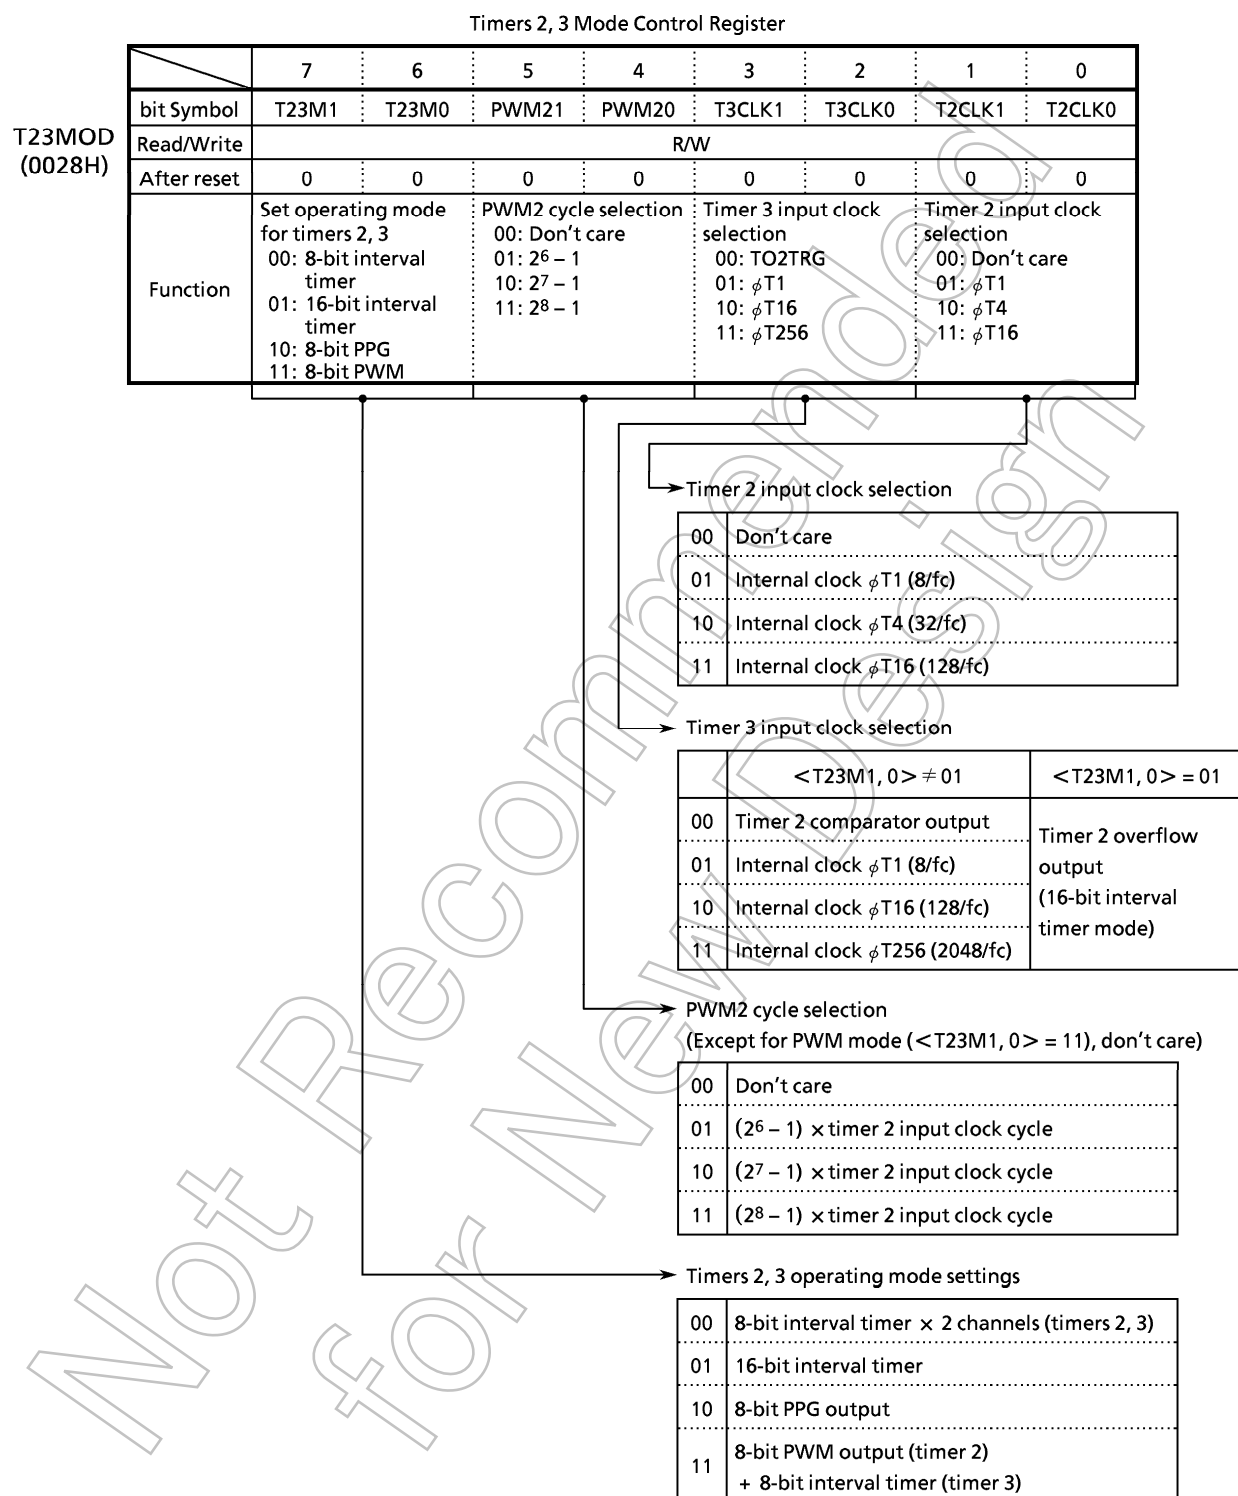 Timers 2, 3 Mode Control Register
7 6 5 4 3 2 1 0
bit Symbol T23M1 T23M0 PWM21 PWM20 T3CLK1 T3CLK0 T2CLK1 T2CLK0
T23MOD
(0028H)
Read/Write R/W
After reset 0 0 0 0 0 0 0 0
Function
Set operating mode
for timers 2, 3
00: 8-bit interval
timer
01: 16-bit interval
timer
10: 8-bit PPG
11: 8-bit PWM
PWM2 cycle selection
00: Don't care
01: 2⁶ – 1
10: 2⁷ – 1
11: 2⁸ – 1
Timer 3 input clock
selection
00: TO2TRG
01: ϕT1
10: ϕT16
11: ϕT256
Timer 2 input clock
selection
00: Don't care
01: ϕT1
10: ϕT4
11: ϕT16
Timer 2 input clock selection
00 Don't care
01 Internal clock ϕT1 (8/fc)
10 Internal clock ϕT4 (32/fc)
11 Internal clock ϕT16 (128/fc)
Timer 3 input clock selection
<T23M1, 0> ≠ 01 <T23M1, 0> = 01
00 Timer 2 comparator output
01 Internal clock ϕT1 (8/fc)
10 Internal clock ϕT16 (128/fc)
11 Internal clock ϕT256 (2048/fc)
Timer 2 overflow
output
(16-bit interval
timer mode)
PWM2 cycle selection
(Except for PWM mode (<T23M1, 0> = 11), don't care)
00 Don't care
01 (2⁶ – 1) × timer 2 input clock cycle
10 (2⁷ – 1) × timer 2 input clock cycle
11 (2⁸ – 1) × timer 2 input clock cycle
Timers 2, 3 operating mode settings
00 8-bit interval timer × 2 channels (timers 2, 3)
01 16-bit interval timer
10 8-bit PPG output
11 8-bit PWM output (timer 2)
+ 8-bit interval timer (timer 3)
Not Recommended
for New Design